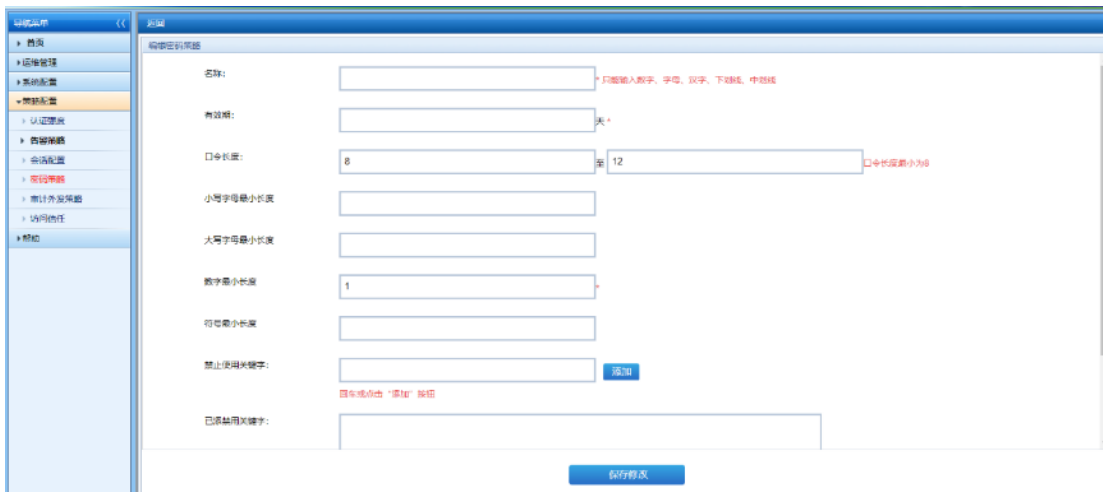 导航菜单
返回
首页
运维管理
系统配置
策略配置
认证强度
告警策略
会话配置
密码策略
审计外发策略
访问信任
帮助
编辑密码策略
名称:
* 只能输入数字、字母、汉字、下划线、中划线
有效期:
天 *
口令长度:
8 至 12 口令长度最小为8
小写字母最小长度
大写字母最小长度
数字最小长度
1 *
符号最小长度
禁止使用关键字:
添加
回车或点击 "添加" 按钮
已添禁用关键字:
保存修改